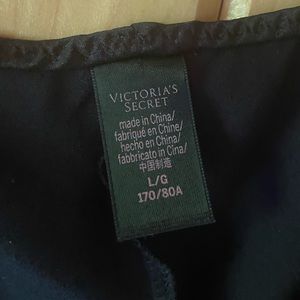 VICTORIA'S
SECRET
made in China/
fabriqué en Chine/
hecho en China/
fabbricato in Cina/
中国制造
L/G
170/80A